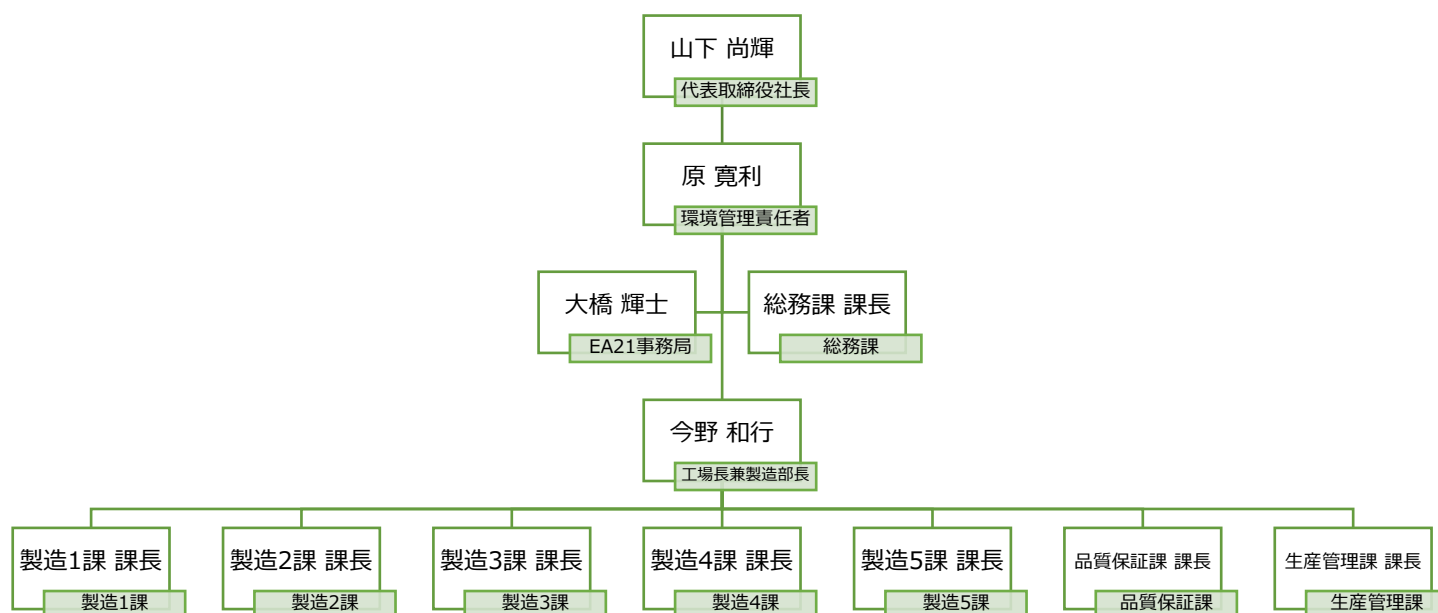 山下 尚輝
代表取締役社長
原 寛利
環境管理責任者
大橋 輝士
EA21事務局
総務課 課長
総務課
今野 和行
工場長兼製造部長
製造1課 課長
製造1課
製造2課 課長
製造2課
製造3課 課長
製造3課
製造4課 課長
製造4課
製造5課 課長
製造5課
品質保証課 課長
品質保証課
生産管理課 課長
生産管理課